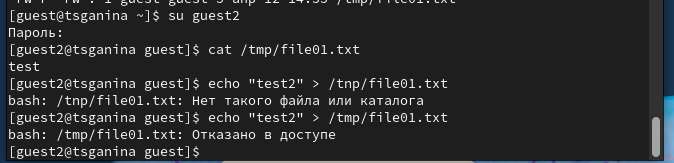 [guest@tsganina ~]$ su guest2
Пароль:
[guest2@tsganina guest]$ cat /tmp/file01.txt
test
[guest2@tsganina guest]$ echo "test2" > /tnp/file01.txt
bash: /tnp/file01.txt: Нет такого файла или каталога
[guest2@tsganina guest]$ echo "test2" > /tmp/file01.txt
bash: /tmp/file01.txt: Отказано в доступе
[guest2@tsganina guest]$